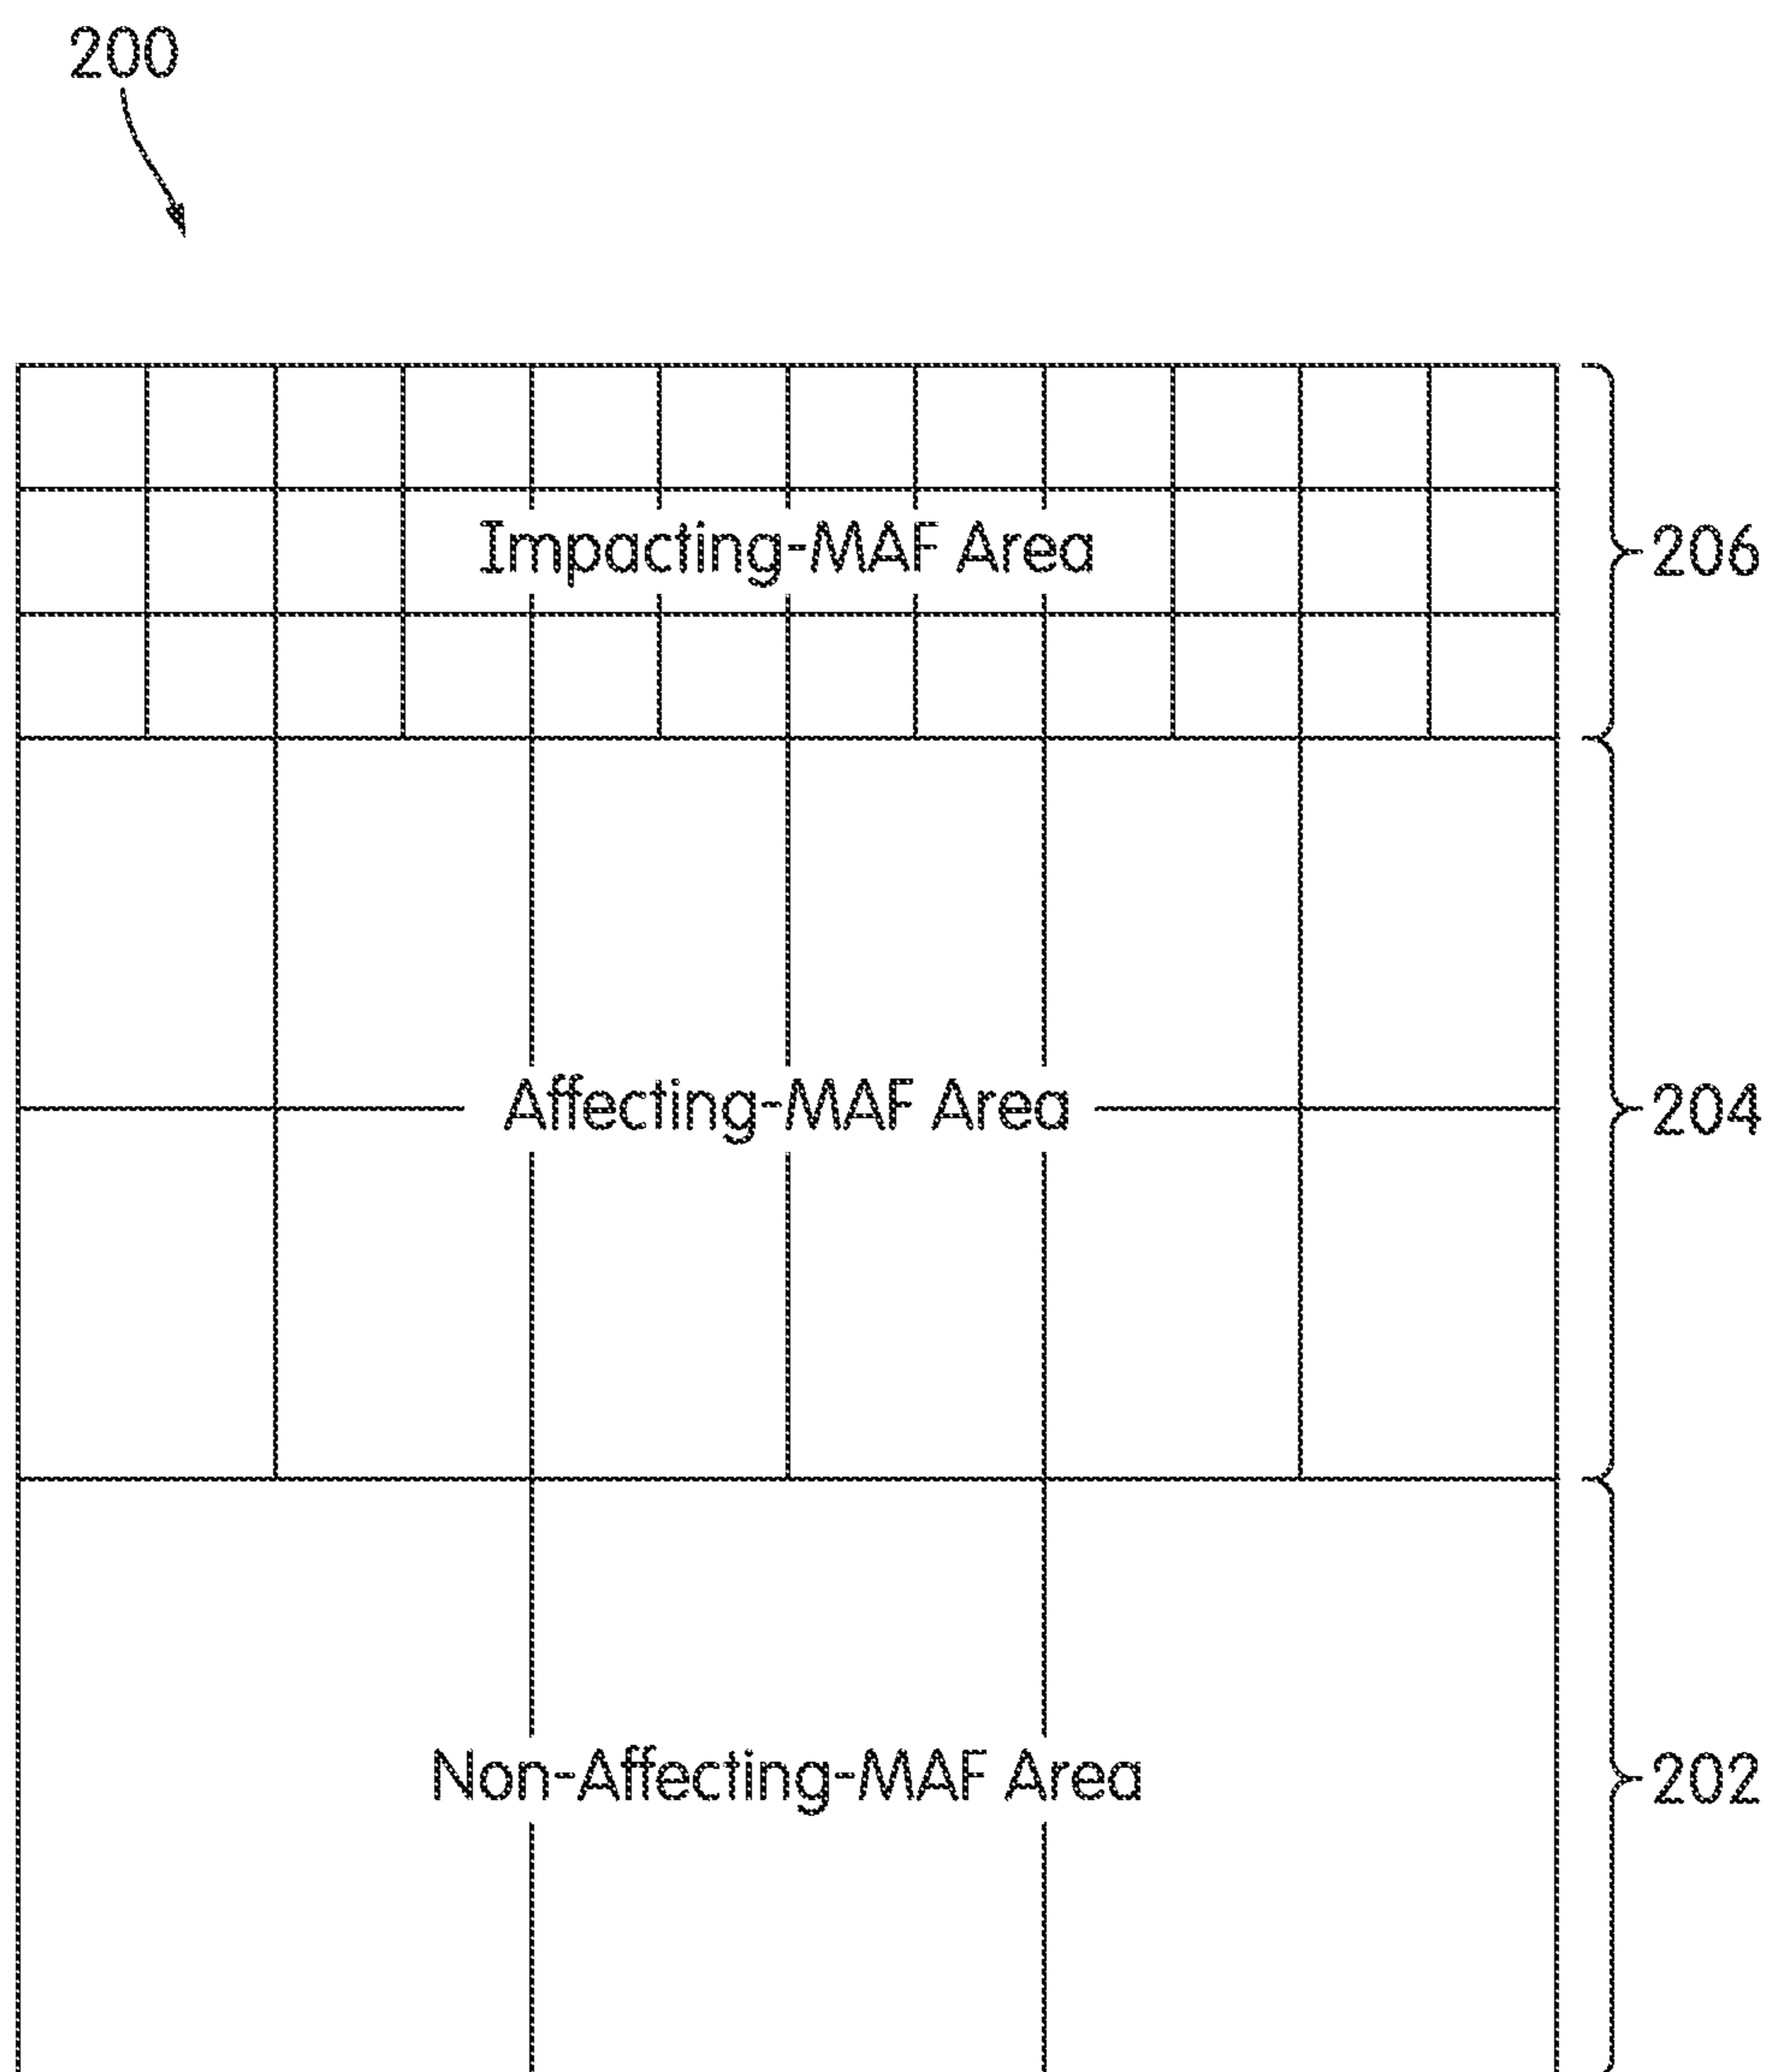 200
Impacting-MAF Area
206
Affecting-MAF Area
204
Non-Affecting-MAF Area
202